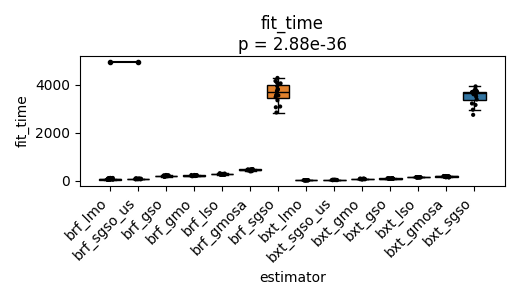 fit_time
p = 2.88e-36
fit_time
4000
2000
0
brf_lmo
brf_sgso_us
brf_gso
brf_gmo
brf_lso
brf_gmosa
brf_sgso
bxt_lmo
bxt_sgso_us
bxt_gmo
bxt_gso
bxt_lso
bxt_gmosa
bxt_sgso
estimator